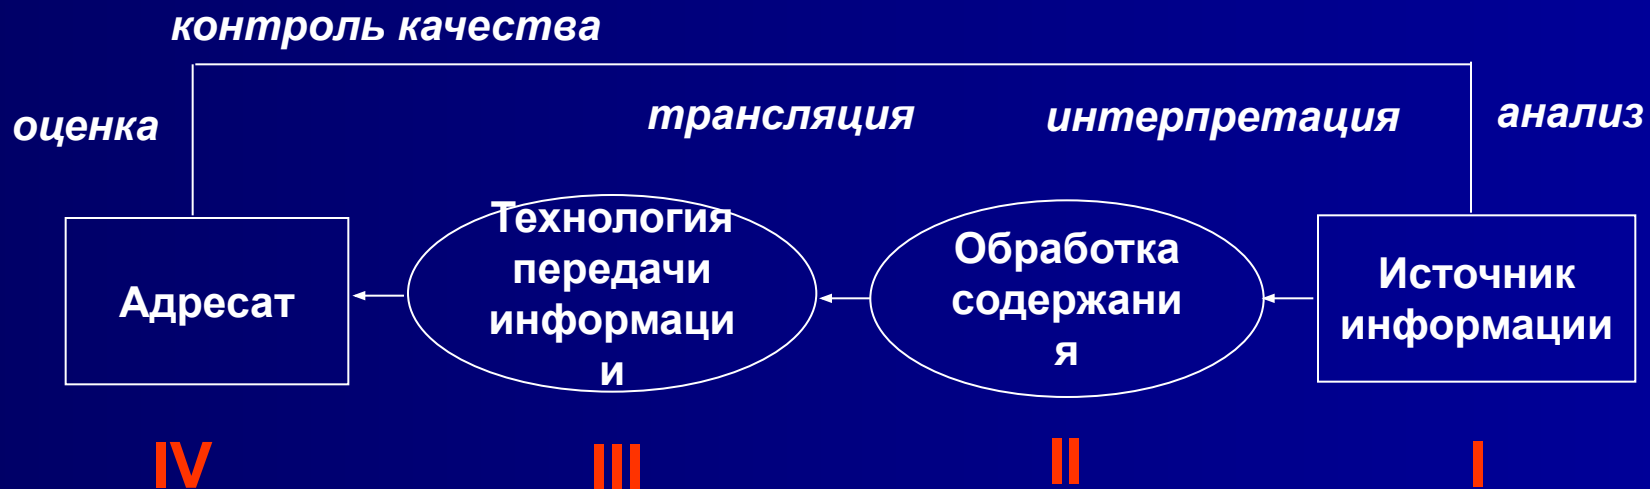 контроль качества
оценка
трансляция
интерпретация
анализ
Адресат
Технология
передачи
информаци
и
Обработка
содержани
я
Источник
информации
IV
III
II
I